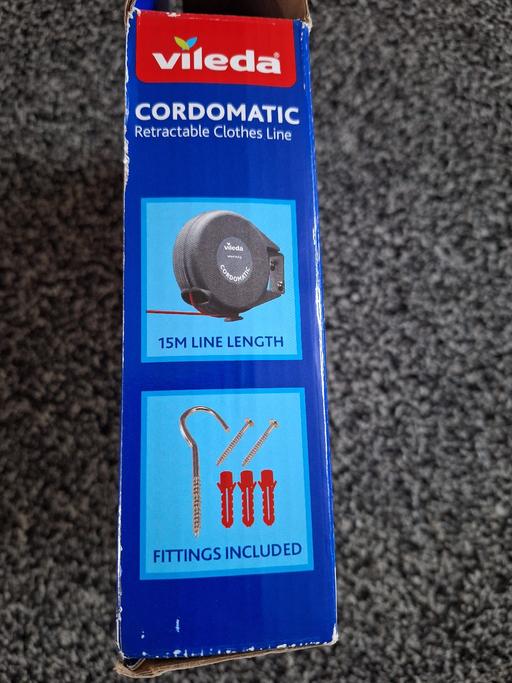 vileda
CORDOMATIC
Retractable Clothes Line
vileda
CORDOMATIC
15M LINE LENGTH
FITTINGS INCLUDED